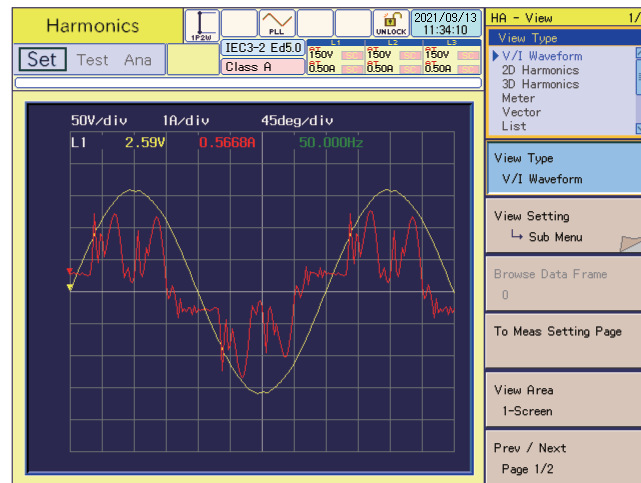 Harmonics
1P2W
PLL
UNLOCK
2021/09/13
11:34:10
Set Test Ana
IEC3-2 Ed5.0
Class A
L1 L2 L3
150V 150V 150V
0.50A 0.50A 0.50A
50V/div 1A/div 45deg/div
L1 2.59V 0.5668A 50.000Hz
HA - View 1/
View Type
V/I Waveform
2D Harmonics
3D Harmonics
Meter
Vector
List
View Type
V/I Waveform
View Setting
Sub Menu
Browse Data Frame
0
To Meas Setting Page
View Area
1-Screen
Prev / Next
Page 1/2